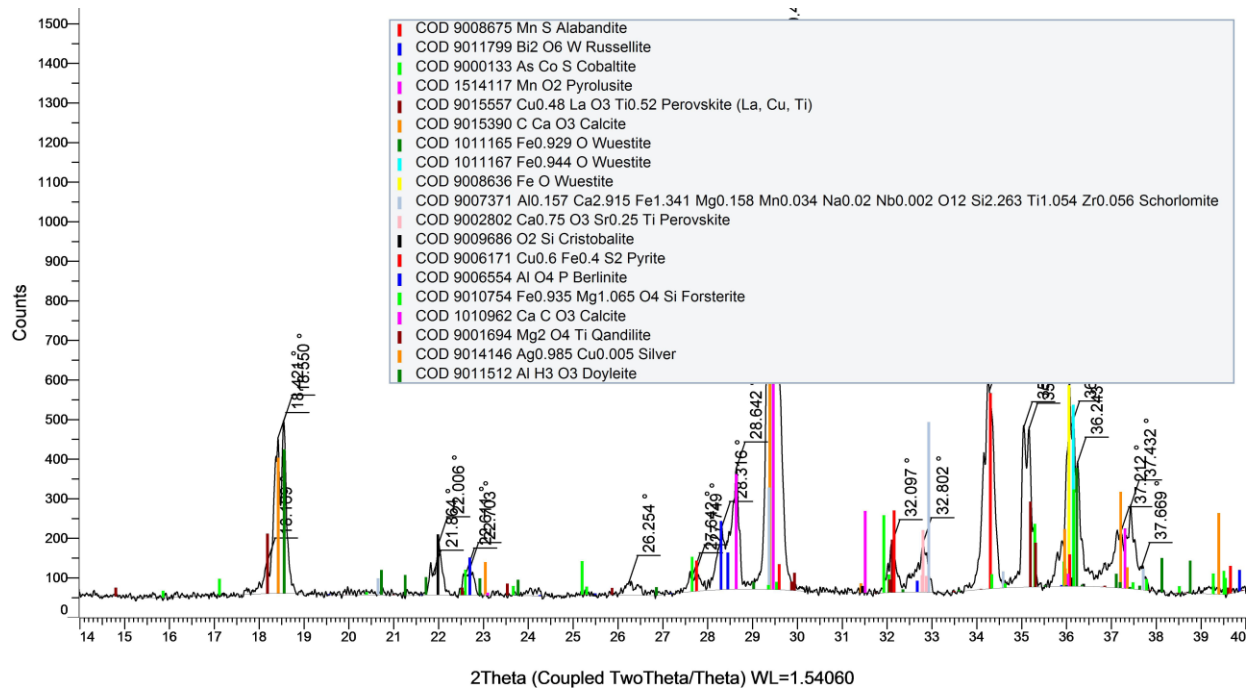 COD 9008675 Mn S Alabandite
COD 9011799 Bi2 O6 W Russellite
COD 9000133 As Co S Cobaltite
COD 1514117 Mn O2 Pyrolusite
COD 9015557 Cu0.48 La O3 Ti0.52 Perovskite (La, Cu, Ti)
COD 9015390 C Ca O3 Calcite
COD 1011165 Fe0.929 O Wuestite
COD 1011167 Fe0.944 O Wuestite
COD 9008636 Fe O Wuestite
COD 9007371 Al0.157 Ca2.915 Fe1.341 Mg0.158 Mn0.034 Na0.02 Nb0.002 O12 Si2.263 Ti1.054 Zr0.056 Schorlomite
COD 9002802 Ca0.75 O3 Sr0.25 Ti Perovskite
COD 9009686 O2 Si Cristobalite
COD 9006171 Cu0.6 Fe0.4 S2 Pyrite
COD 9006554 Al O4 P Berlinite
COD 9010754 Fe0.935 Mg1.065 O4 Si Forsterite
COD 1010962 Ca C O3 Calcite
COD 9001694 Mg2 O4 Ti Qandilite
COD 9014146 Ag0.985 Cu0.005 Silver
COD 9011512 Al H3 O3 Doyleite
1500
1400
1300
1200
1100
1000
900
800
700
600
500
400
300
200
100
0
Counts
18.421 °
18.550 °
22.006 °
26.254 °
28.316 °
28.642 °
32.097 °
32.802 °
36.243
37.212 °
37.432 °
37.669 °
14 15 16 17 18 19 20 21 22 23 24 25 26 27 28 29 30 31 32 33 34 35 36 37 38 39 40
2Theta (Coupled TwoTheta/Theta) WL=1.54060